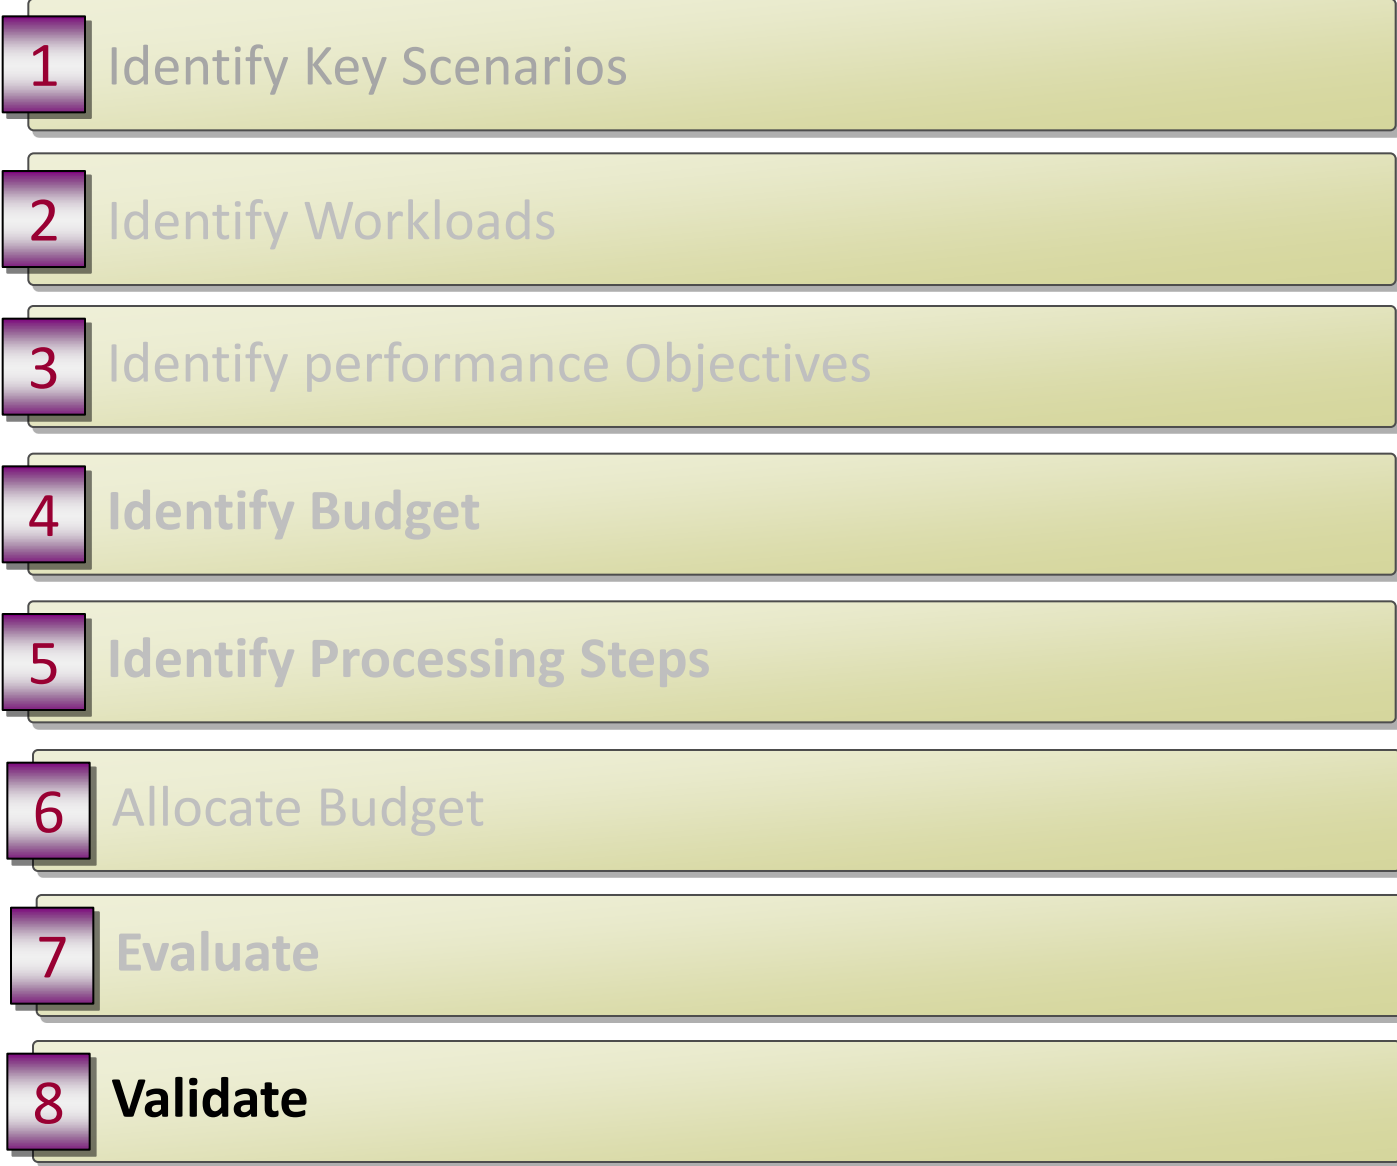 1 Identify Key Scenarios
2 Identify Workloads
3 Identify performance Objectives
4 Identify Budget
5 Identify Processing Steps
6 Allocate Budget
7 Evaluate
8 Validate